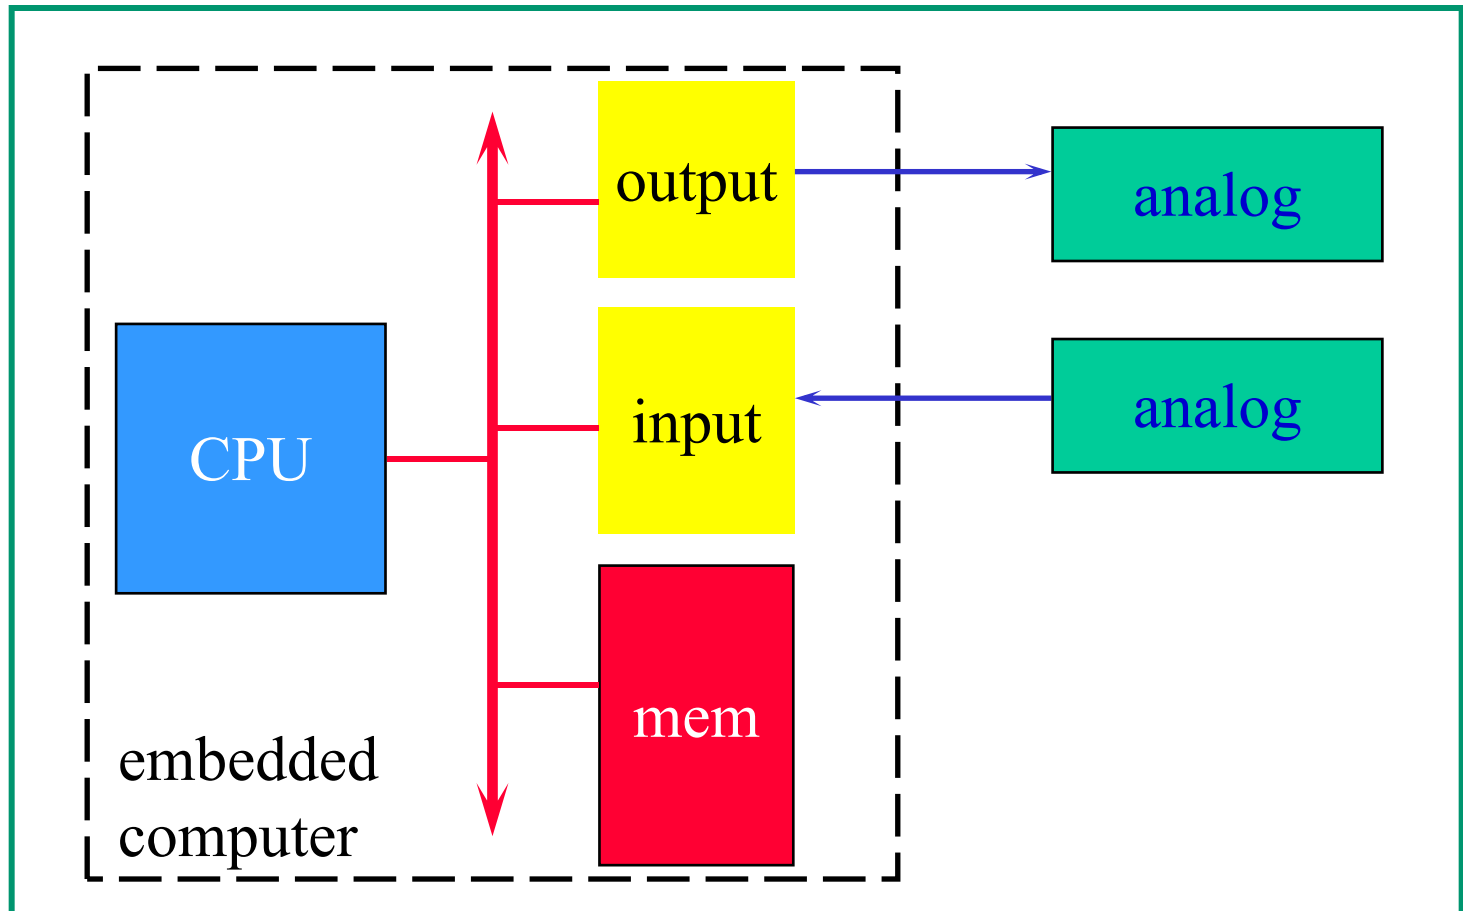 output
analog
input
analog
CPU
mem
embedded
computer